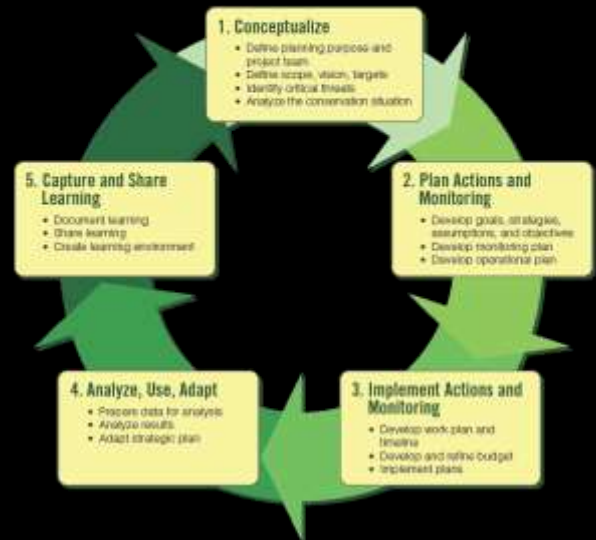 1. Conceptualize
• Define planning purpose and
project team
• Define scope, vision, targets
• Identify critical threats
• Analyze the conservation situation
2. Plan Actions and
Monitoring
• Develop goals, strategies,
assumptions, and objectives
• Develop monitoring plan
• Develop operational plan
3. Implement Actions and
Monitoring
• Develop work plan and
timeline
• Develop and refine budget
• Implement plans
4. Analyze, Use, Adapt
• Prepare data for analysis
• Analyze results
• Adapt strategic plan
5. Capture and Share
Learning
• Document learning
• Share learning
• Create learning environment